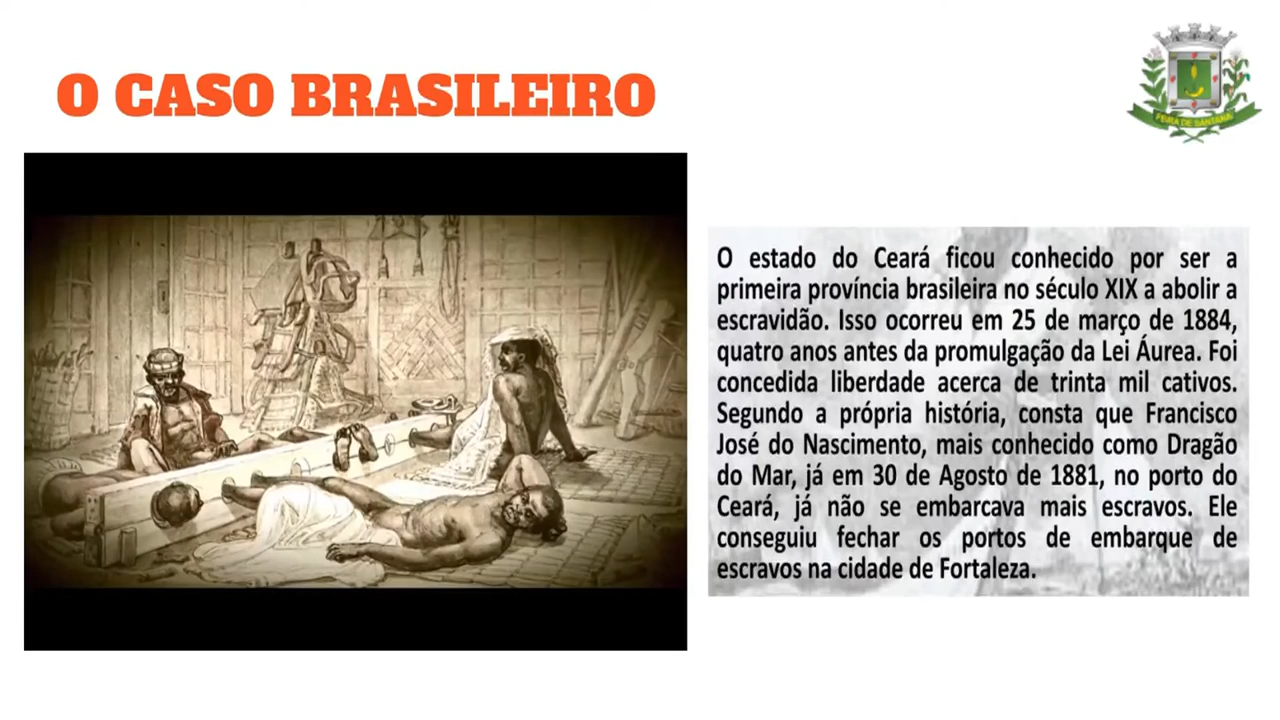 O CASO BRASILEIRO
FEIRA DE SANTANA
O estado do Ceará ficou conhecido por ser a
primeira província brasileira no século XIX a abolir a
escravidão. Isso ocorreu em 25 de março de 1884,
quatro anos antes da promulgação da Lei Áurea. Foi
concedida liberdade acerca de trinta mil cativos.
Segundo a própria história, consta que Francisco
José do Nascimento, mais conhecido como Dragão
do Mar, já em 30 de Agosto de 1881, no porto do
Ceará, já não se embarcava mais escravos. Ele
conseguiu fechar os portos de embarque de
escravos na cidade de Fortaleza.